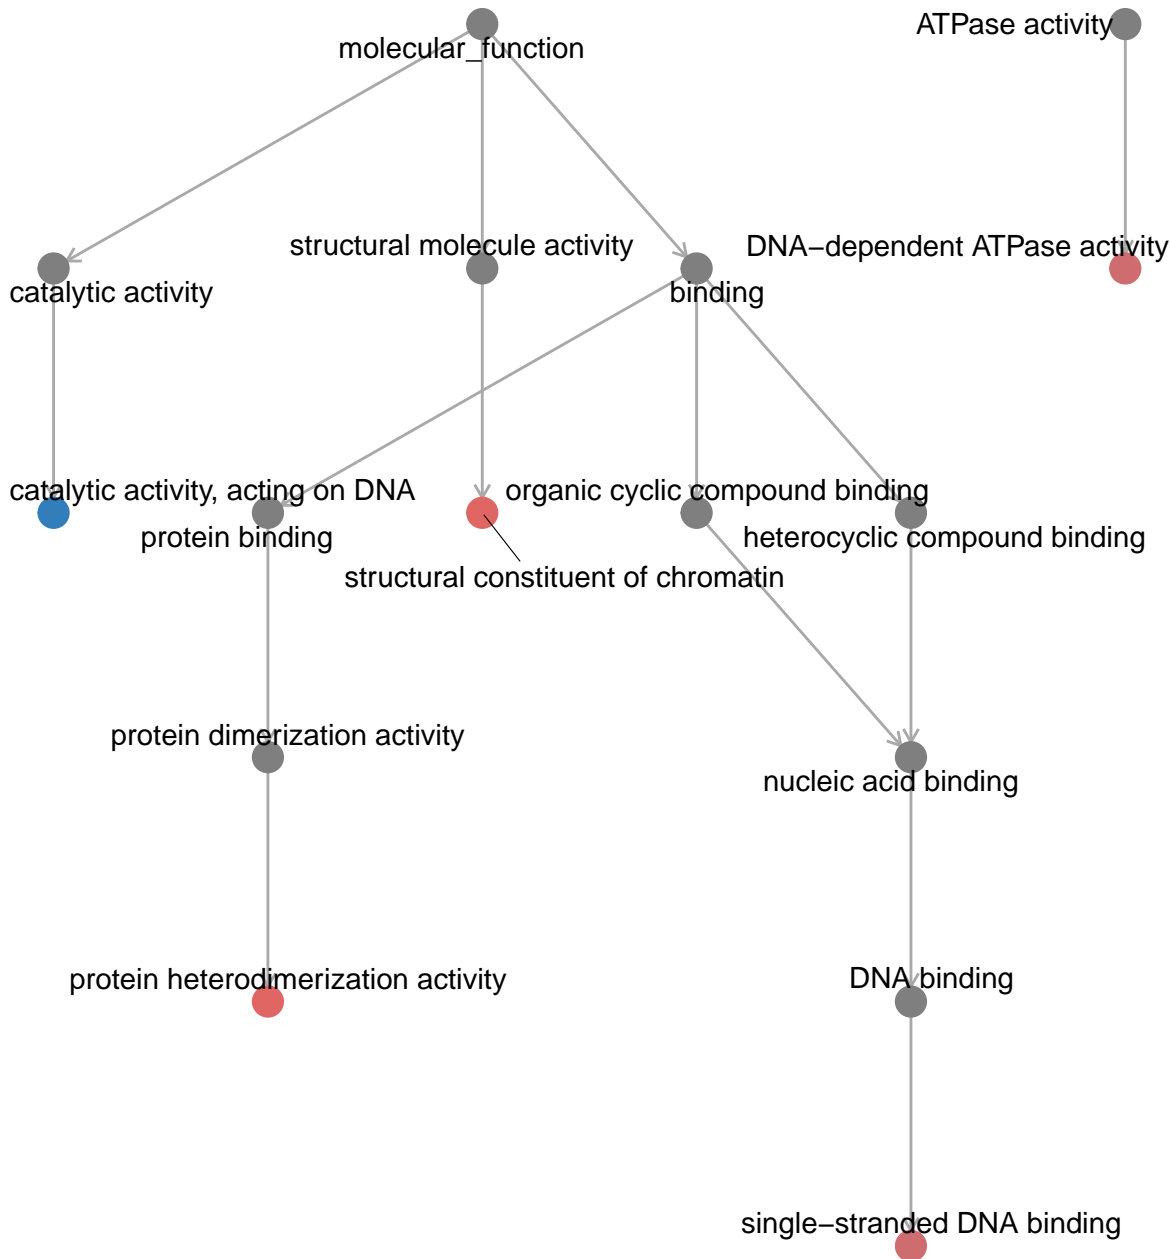 ATPase activity
molecular_function
structural molecule activity
DNA−dependent ATPase activity
catalytic activity
binding
catalytic activity, acting on DNA
organic cyclic compound binding
protein binding
heterocyclic compound binding
structural constituent of chromatin
protein dimerization activity
nucleic acid binding
protein heterodimerization activity
DNA binding
single−stranded DNA binding